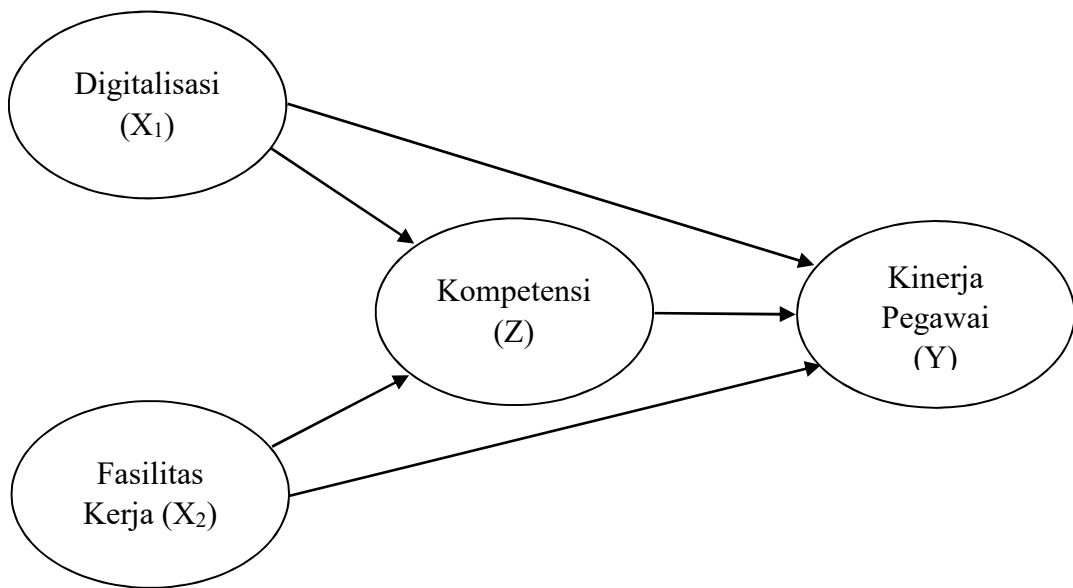 Digitalisasi
(X₁)
Kompetensi
(Z)
Kinerja
Pegawai
(Y)
Fasilitas
Kerja (X₂)